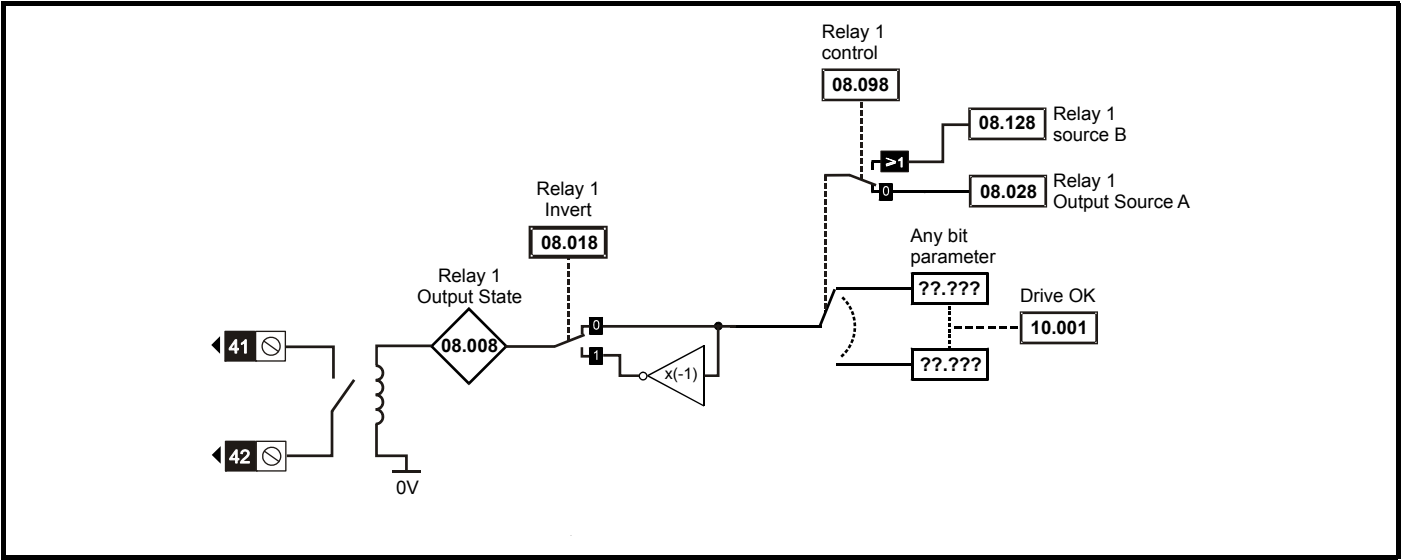 Relay 1
control
08.098
08.128
Relay 1
source B
>1
0
08.028
Relay 1
Output Source A
Relay 1
Invert
08.018
Any bit
parameter
??.???
Drive OK
10.001
??.???
Relay 1
Output State
08.008
0
1
x(-1)
41
42
0V